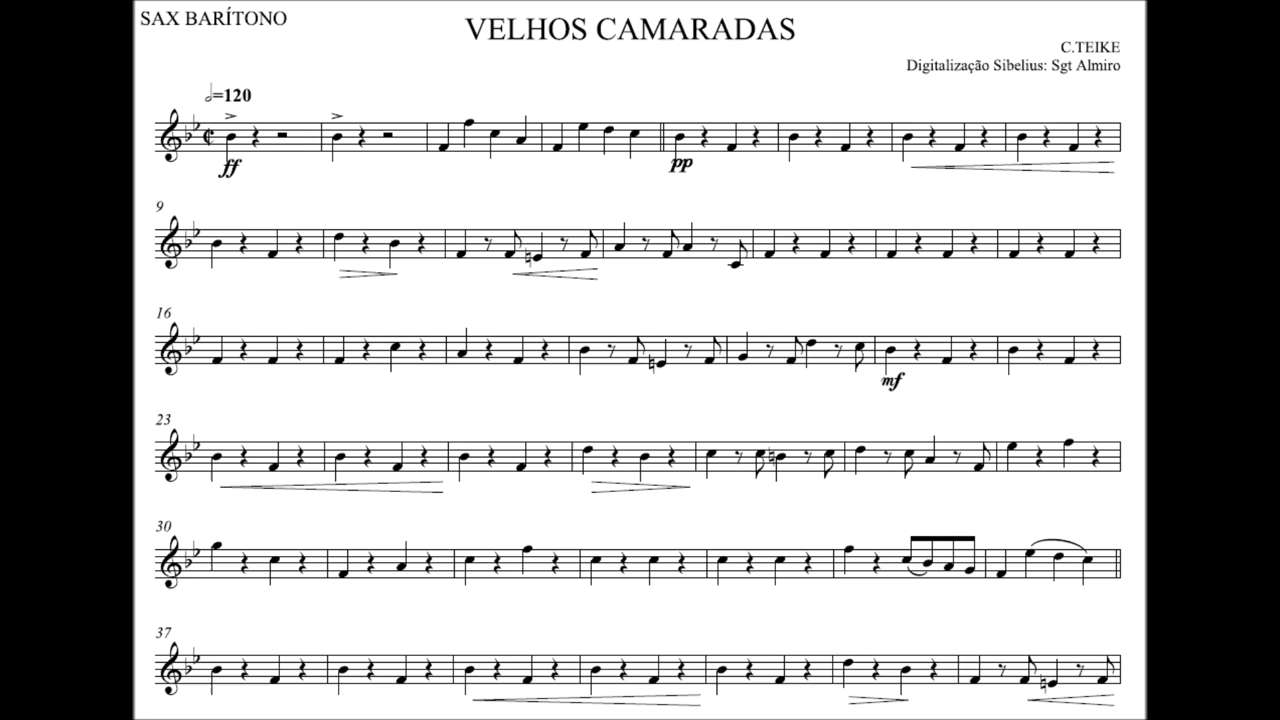 SAX BARÍTONO
VELHOS CAMARADAS
C.TEIKE
Digitalização Sibelius: Sgt Almiro
=120
ff
pp
9
16
mf
23
30
37